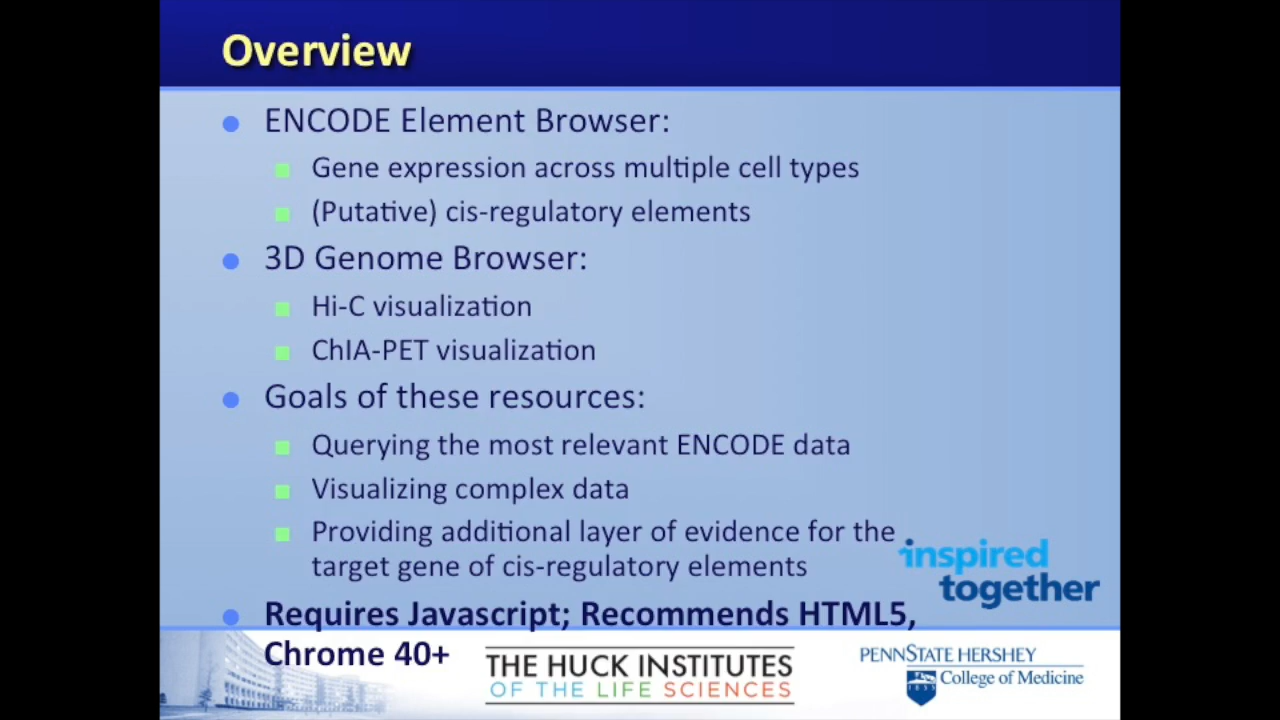 Overview
ENCODE Element Browser:
Gene expression across multiple cell types
(Putative) cis-regulatory elements
3D Genome Browser:
Hi-C visualization
ChIA-PET visualization
Goals of these resources:
Querying the most relevant ENCODE data
Visualizing complex data
Providing additional layer of evidence for the
target gene of cis-regulatory elements
inspired
together
Requires Javascript; Recommends HTML5,
Chrome 40+
THE HUCK INSTITUTES
OF THE LIFE SCIENCES
PENNSTATE HERSHEY
College of Medicine
1855